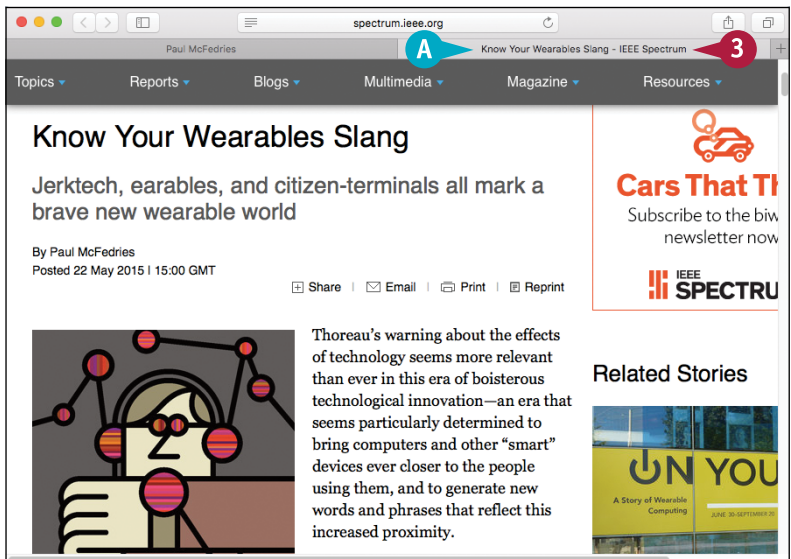 spectrum.ieee.org
Paul McFedries
A
Know Your Wearables Slang - IEEE Spectrum
3
Topics
Reports
Blogs
Multimedia
Magazine
Resources
Know Your Wearables Slang
Jerktech, earables, and citizen-terminals all mark a
brave new wearable world
By Paul McFedries
Posted 22 May 2015 | 15:00 GMT
Share | Email | Print | Reprint
Thoreau’s warning about the effects
of technology seems more relevant
than ever in this era of boisterous
technological innovation—an era that
seems particularly determined to
bring computers and other “smart”
devices ever closer to the people
using them, and to generate new
words and phrases that reflect this
increased proximity.
Cars That Th
Subscribe to the biw
newsletter now
IEEE
SPECTRU
Related Stories
ON YOU
A Story of Wearable
Computing
JUNE 30-SEPTEMBER 20